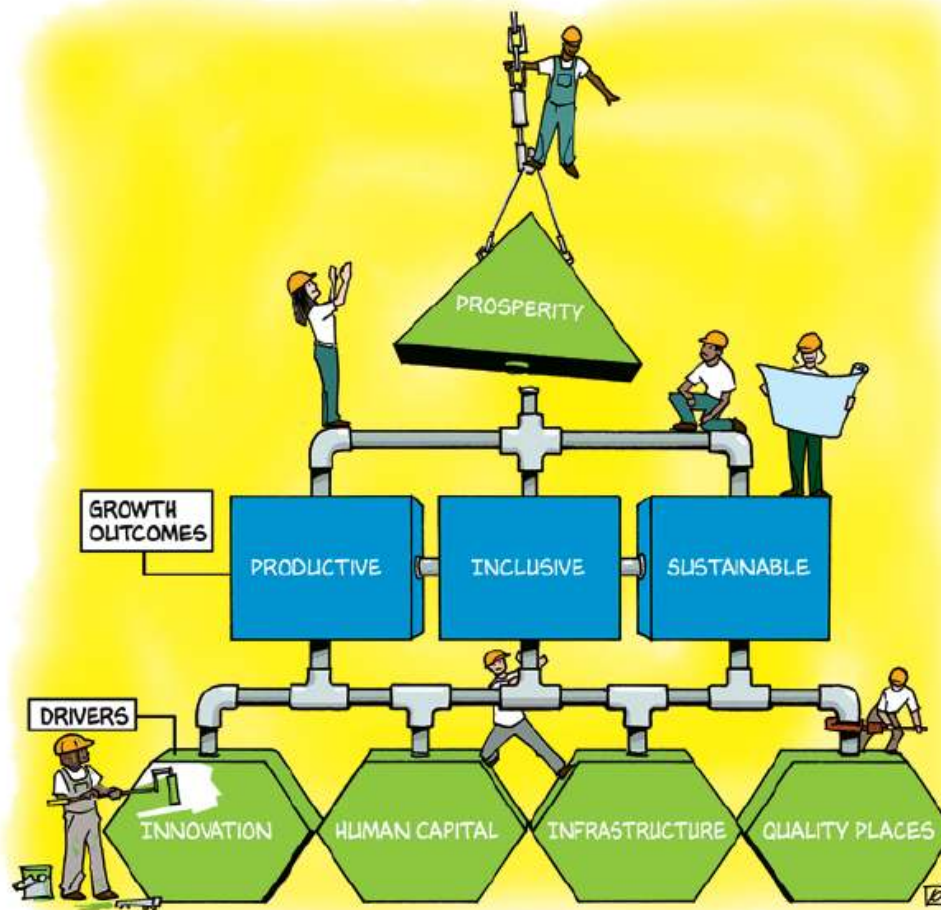 PROSPERITY
GROWTH
OUTCOMES
PRODUCTIVE
INCLUSIVE
SUSTAINABLE
DRIVERS
INNOVATION
HUMAN CAPITAL
INFRASTRUCTURE
QUALITY PLACES